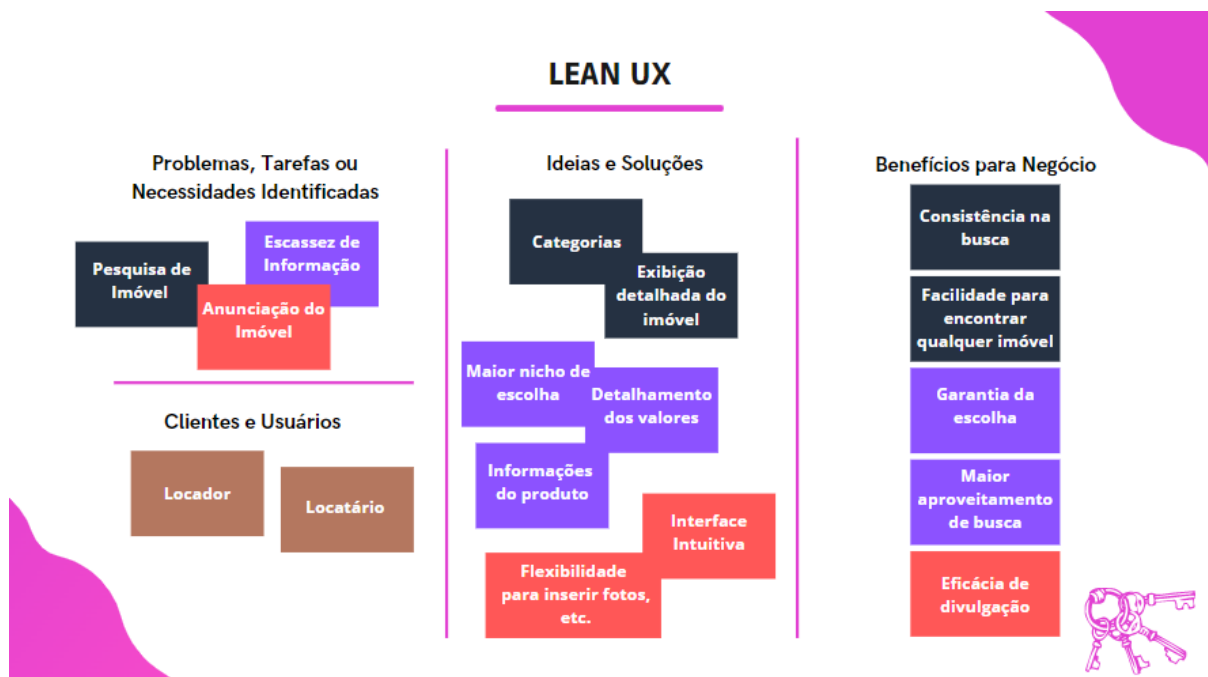 LEAN UX
Problemas, Tarefas ou
Necessidades Identificadas
Pesquisa de
Imóvel
Escassez de
Informação
Anunciação do
Imóvel
Clientes e Usuários
Locador
Locatário
Ideias e Soluções
Categorias
Exibição
detalhada do
imóvel
Maior nicho de
escolha
Detalhamento
dos valores
Informações
do produto
Interface
Intuitiva
Flexibilidade
para inserir fotos,
etc.
Benefícios para Negócio
Consistência na
busca
Facilidade para
encontrar
qualquer imóvel
Garantia da
escolha
Maior
aproveitamento
de busca
Eficácia de
divulgação